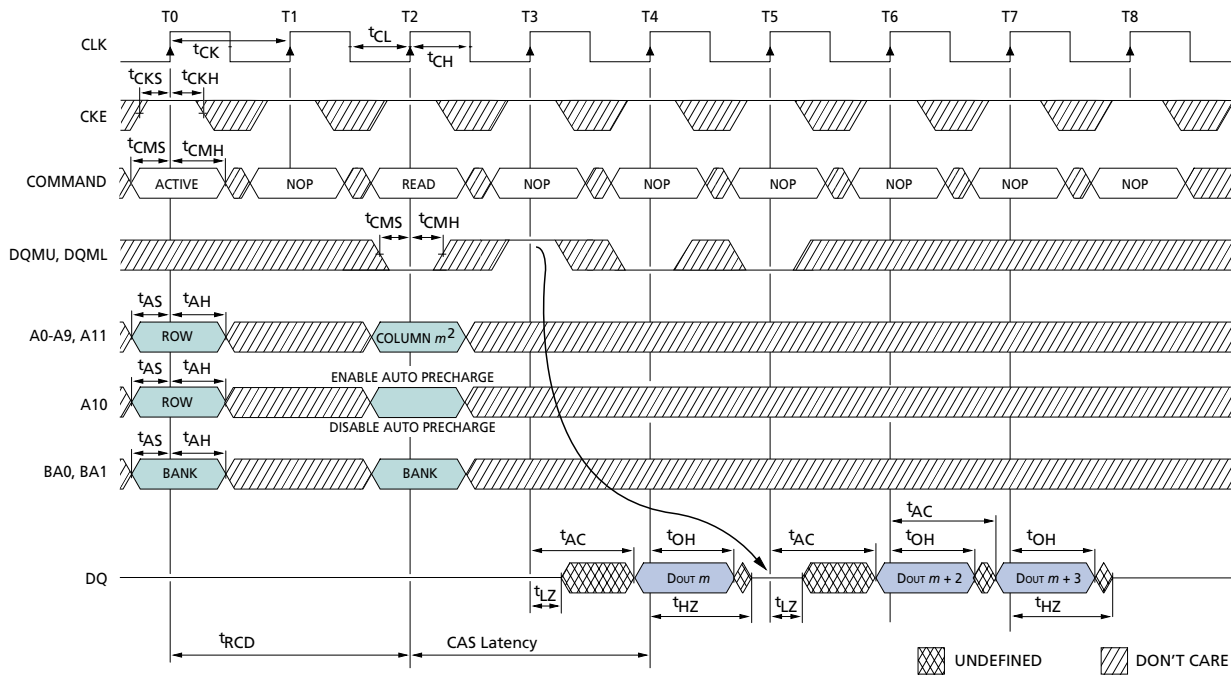 T0 T1 T2 T3 T4 T5 T6 T7 T8
CLK
tCK tCL tCH
tCKS tCKH
CKE
tCMS tCMH
COMMAND ACTIVE NOP READ NOP NOP NOP NOP NOP NOP
tCMS tCMH
DQMU, DQML
tAS tAH
A0-A9, A11 ROW COLUMN m2
tAS tAH ENABLE AUTO PRECHARGE
A10 ROW
DISABLE AUTO PRECHARGE
tAS tAH
BA0, BA1 BANK BANK
tAC
tAC tOH tAC tOH tOH
DQ DOUT m DOUT m + 2 DOUT m + 3
tLZ tHZ tLZ tHZ
tRCD CAS Latency
UNDEFINED DON'T CARE